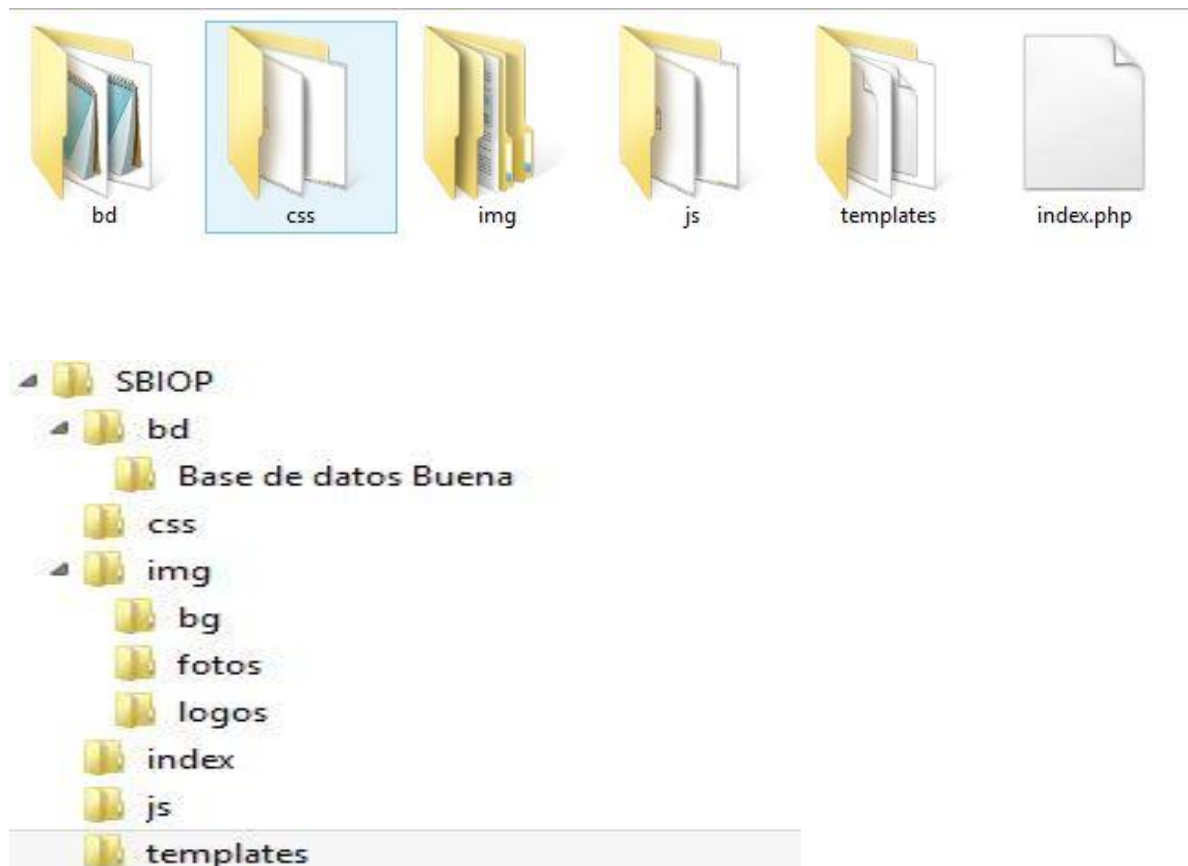 bd css img js templates index.php
SBIOP
bd
Base de datos Buena
css
img
bg
fotos
logos
index
js
templates